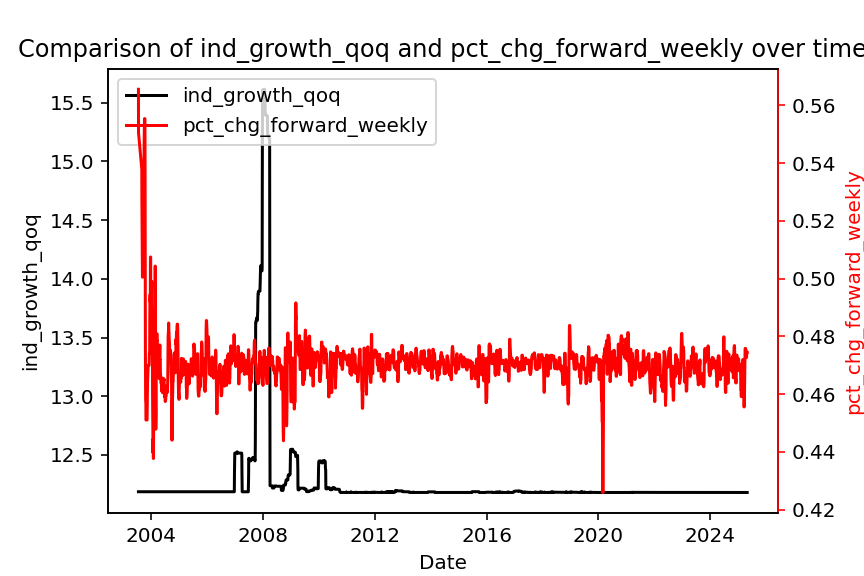 Comparison of ind_growth_qoq and pct_chg_forward_weekly over time
ind_growth_qoq
pct_chg_forward_weekly
15.5
15.0
14.5
14.0
13.5
13.0
12.5
ind_growth_qoq
0.56
0.54
0.52
0.50
0.48
0.46
0.44
0.42
pct_chg_forward_weekly
2004 2008 2012 2016 2020 2024
Date